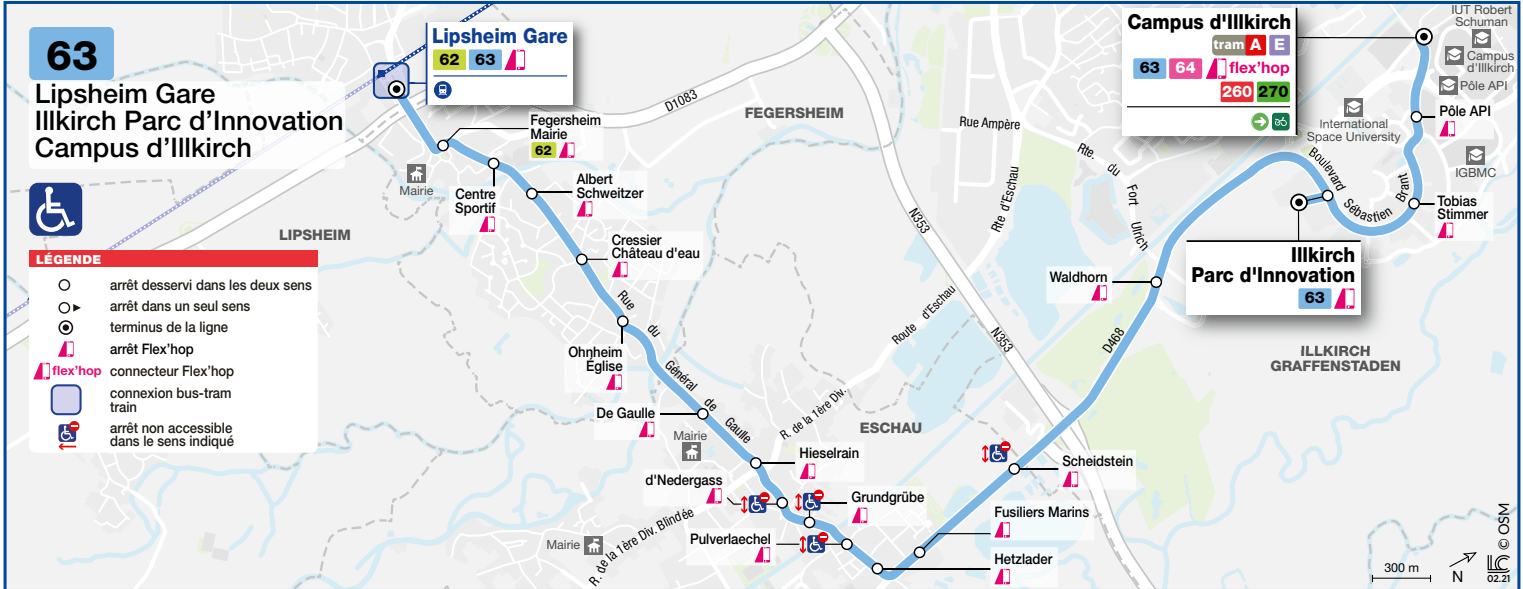 63
Lipsheim Gare
Illkirch Parc d'Innovation
Campus d'Illkirch
LÉGENDE
arrêt desservi dans les deux sens
arrêt dans un seul sens
terminus de la ligne
arrêt Flex'hop
flex'hop connecteur Flex'hop
connexion bus-tram
train
arrêt non accessible
dans le sens indiqué
Lipsheim Gare
62 63
Fegersheim
Mairie
62
Mairie
Centre
Sportif
Albert
Schweitzer
Cressier
Château d'eau
LIPSHEIM
D1083
FEGERSHEIM
Rue du Général de Gaulle
Ohnheim
Église
De Gaulle
Mairie
Hieselrain
d'Nedergass
Grundgrübe
Pulverlaechel
Mairie
R. de la 1ère Div. Blindée
R. de la 1ère Div.
Route d'Eschau
ESCHAU
Hetzlader
Fusiliers Marins
Scheidstein
N353
N353
Rue Ampère
Rte d'Eschau
Rte. du Fort Ulrich
Waldhorn
D468
ILLKIRCH
GRAFFENSTADEN
Illkirch
Parc d'Innovation
63
Boulevard Sébastien Brant
Tobias
Stimmer
IGBMC
Pôle API
Pôle API
International
Space University
Campus
d'Illkirch
IUT Robert
Schuman
Campus d'Illkirch
tram A E
63 64 flex'hop
260 270
300 m
N
LC © OSM
02.21